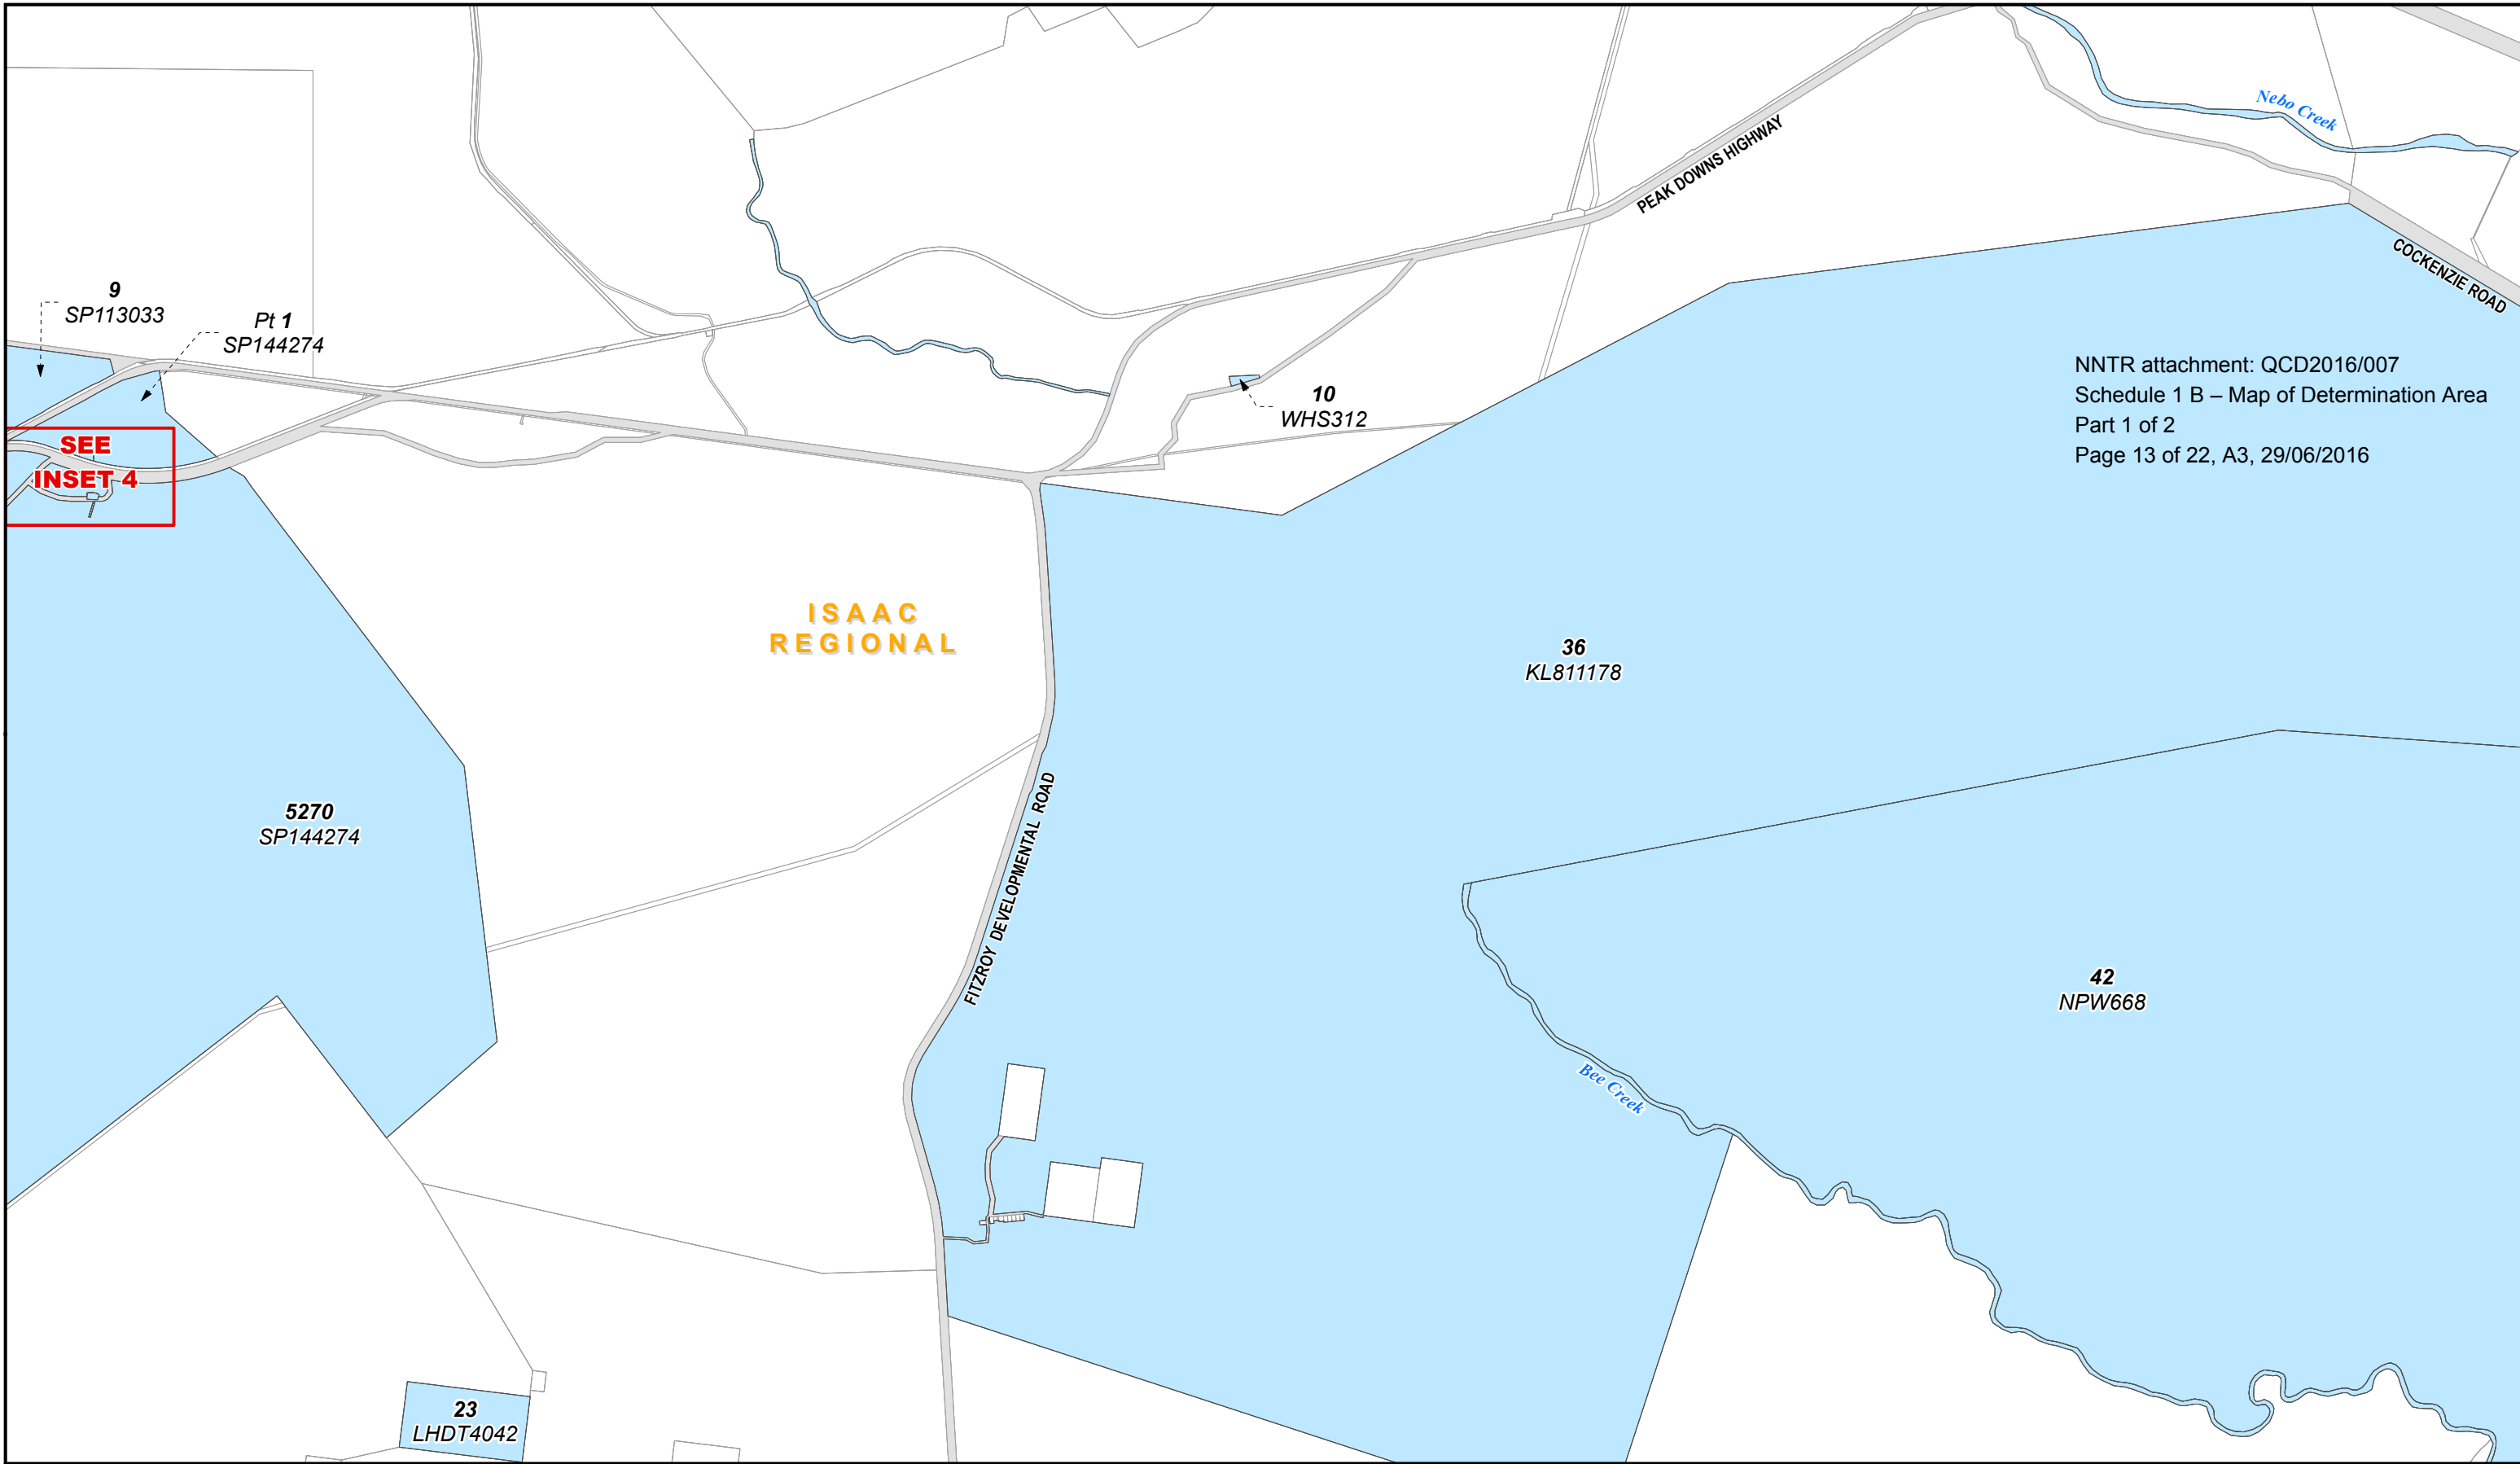 Nebo Creek
PEAK DOWNS HIGHWAY
COCKENZIE ROAD
9
SP113033
Pt 1
SP144274
NNTR attachment: QCD2016/007
Schedule 1 B – Map of Determination Area
Part 1 of 2
Page 13 of 22, A3, 29/06/2016
10
WHS312
SEE
INSET 4
ISAAC
REGIONAL
36
KL811178
5270
SP144274
FITZROY DEVELOPMENTAL ROAD
42
NPW668
Bee Creek
23
LHDT4042